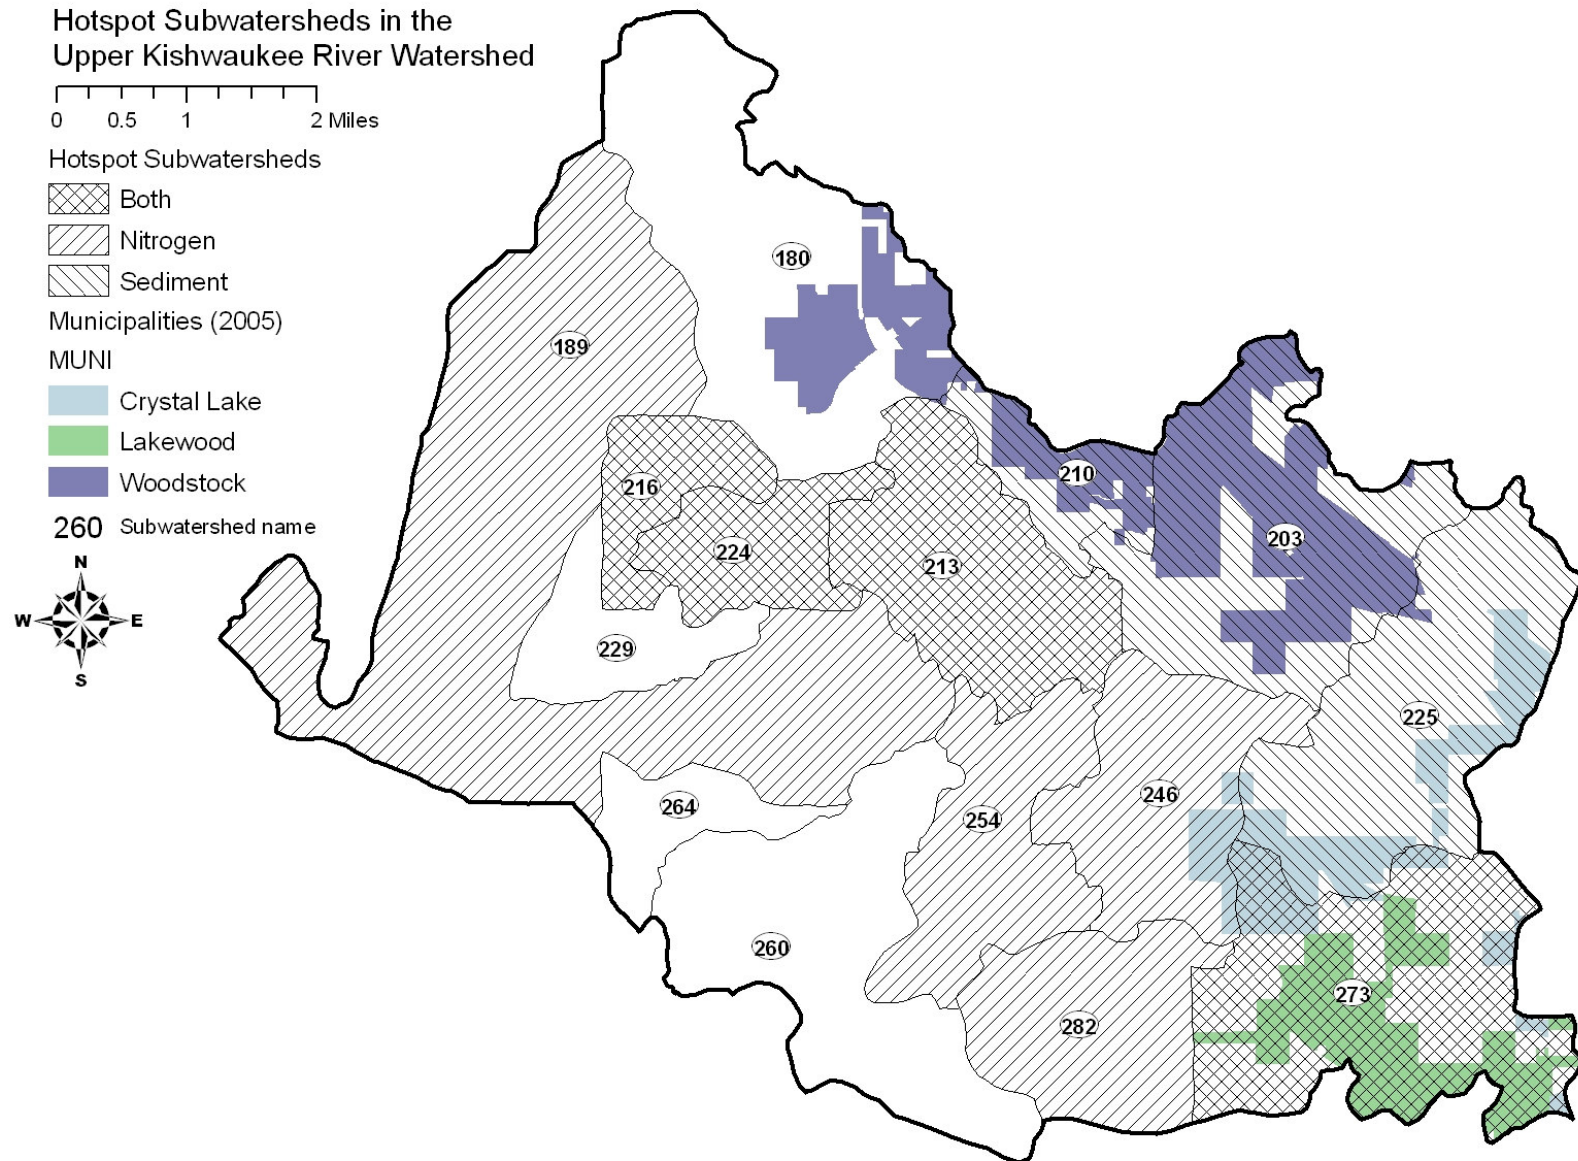 Hotspot Subwatersheds in the
Upper Kishwaukee River Watershed
0 0.5 1 2 Miles
Hotspot Subwatersheds
Both
Nitrogen
Sediment
Municipalities (2005)
MUNI
Crystal Lake
Lakewood
Woodstock
260 Subwatershed name
N
W E
S
180
189
210
216
203
224
213
229
225
246
264
254
260
273
282